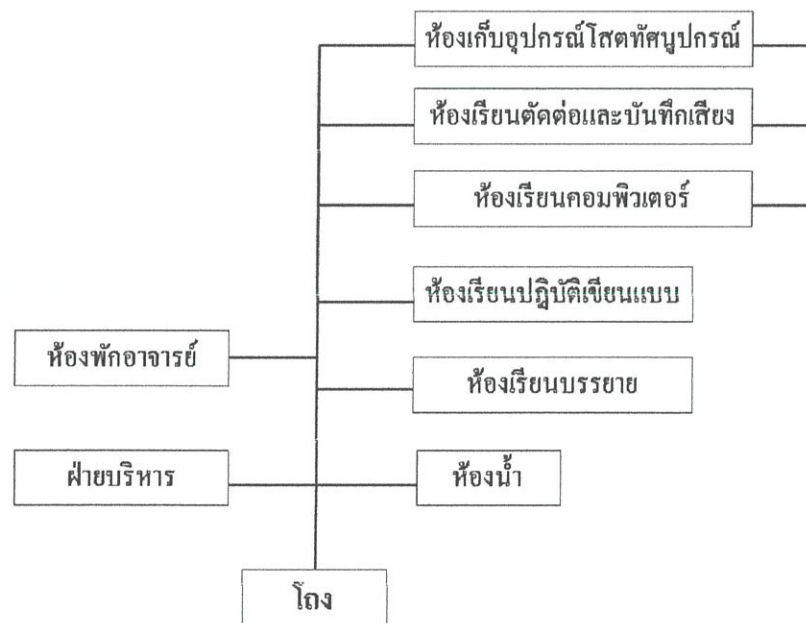 ห้องเก็บอุปกรณ์โสตทัศนูปกรณ์
ห้องเรียนตัดต่อและบันทึกเสียง
ห้องเรียนคอมพิวเตอร์
ห้องเรียนปฎิบัติเขียนแบบ
ห้องพักอาจารย์
ห้องเรียนบรรยาย
ฝ่ายบริหาร
ห้องน้ำ
โถง